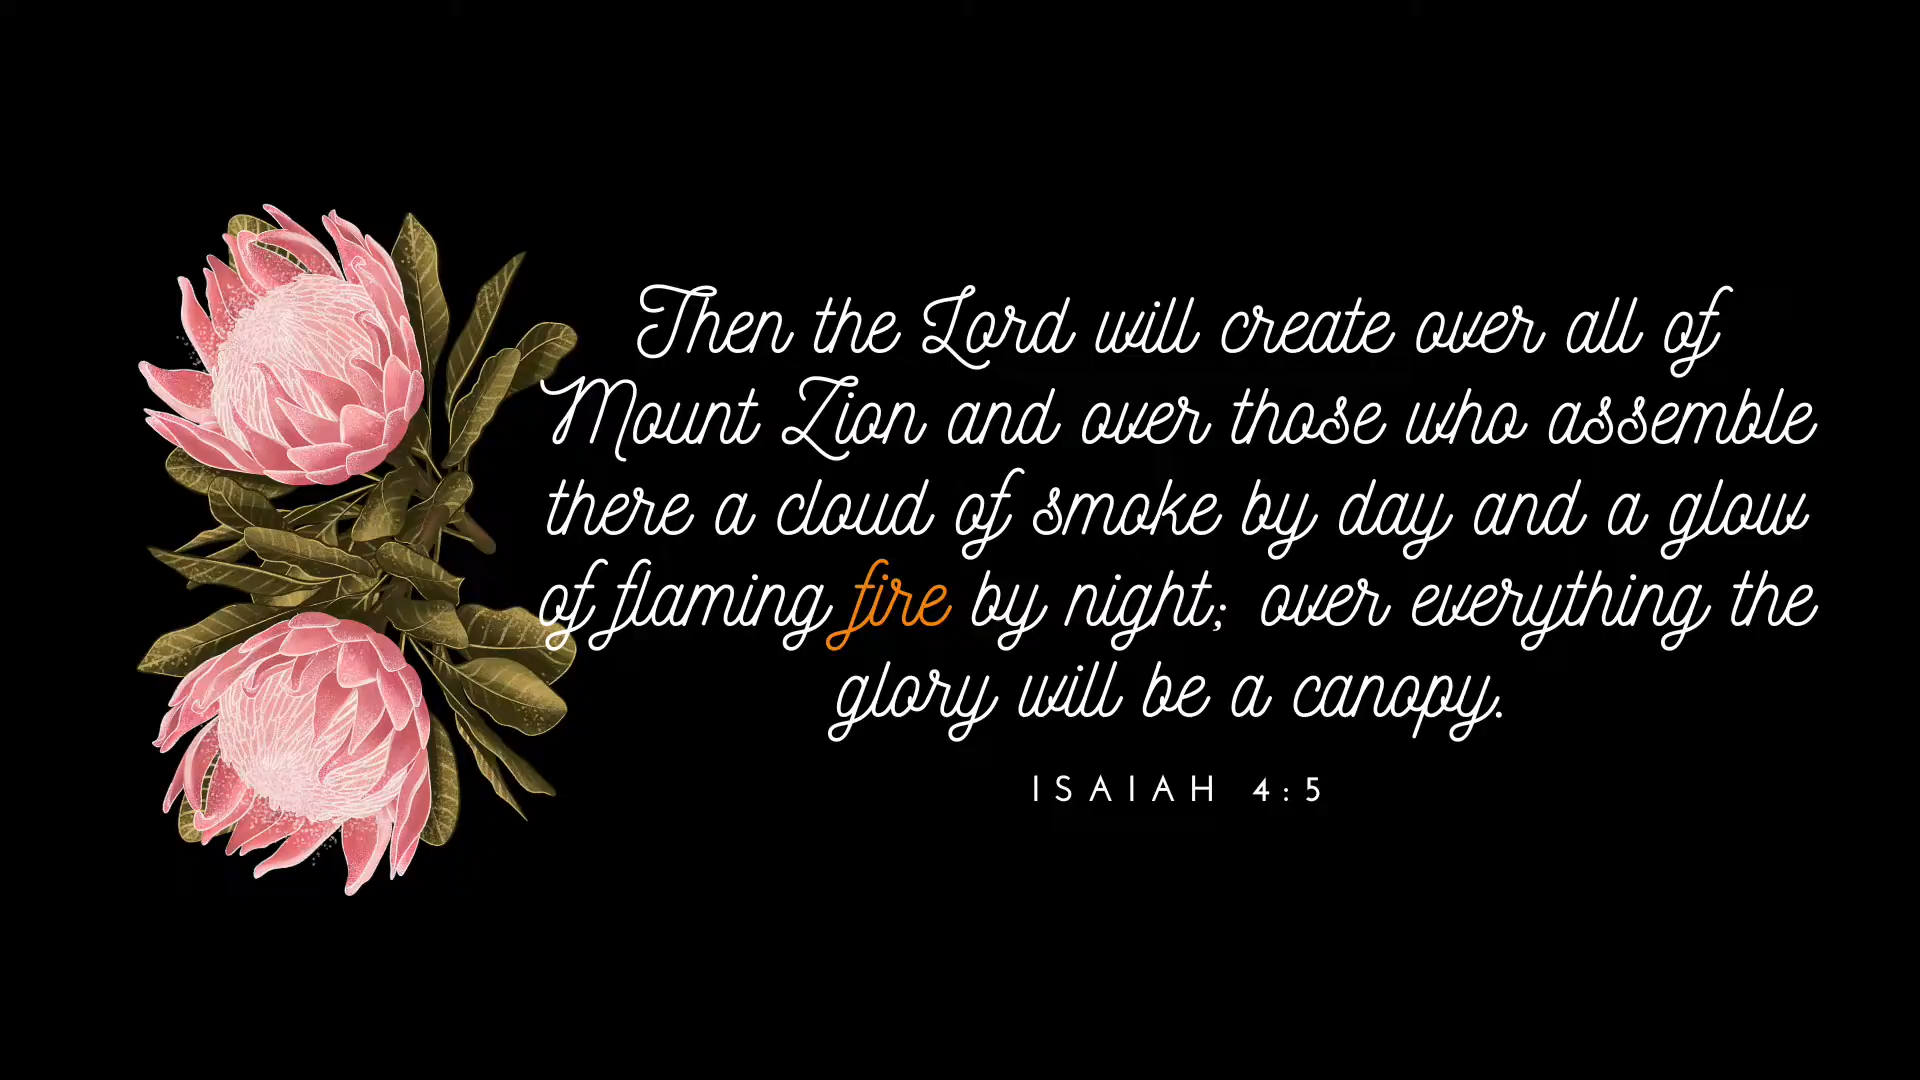 Then the Lord will create over all of
Mount Zion and over those who assemble
there a cloud of smoke by day and a glow
of flaming fire by night; over everything the
glory will be a canopy.
ISAIAH 4:5